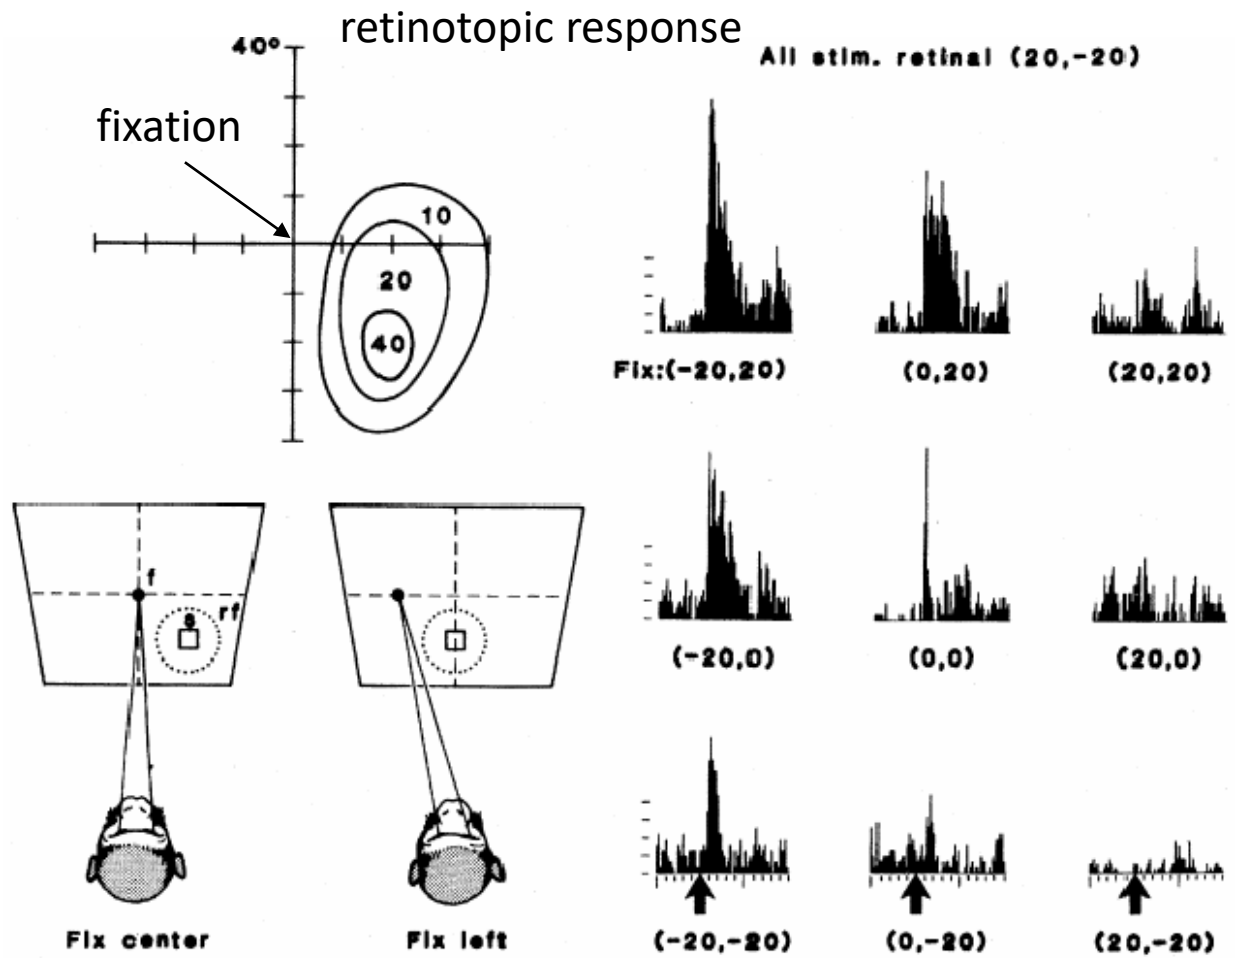 retinotopic response
40°
All stim. retinal (20,-20)
fixation
10
20
40
Fix:(-20,20)
(0,20)
(20,20)
f
rf
s
(-20,0)
(0,0)
(20,0)
Fix center
Fix left
(-20,-20)
(0,-20)
(20,-20)